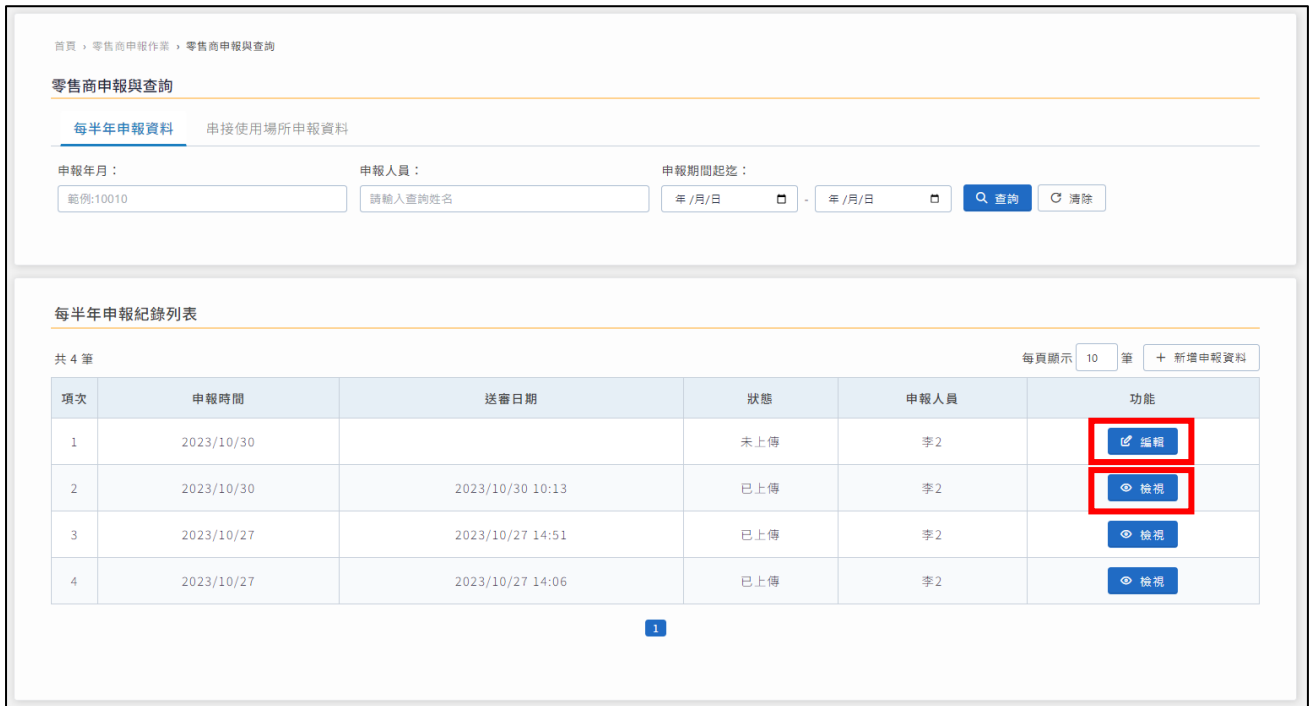 首頁 › 零售商申報作業 › 零售商申報與查詢
零售商申報與查詢
每半年申報資料 串接使用場所申報資料
申報年月： 申報人員： 申報期間起迄：
範例:10010 請輸入查詢姓名 年/月/日 - 年/月/日 查詢 清除
每半年申報紀錄列表
共 4 筆 每頁顯示 10 筆 + 新增申報資料
項次 申報時間 送審日期 狀態 申報人員 功能
1 2023/10/30 未上傳 李2 編輯
2 2023/10/30 2023/10/30 10:13 已上傳 李2 檢視
3 2023/10/27 2023/10/27 14:51 已上傳 李2 檢視
4 2023/10/27 2023/10/27 14:06 已上傳 李2 檢視
1